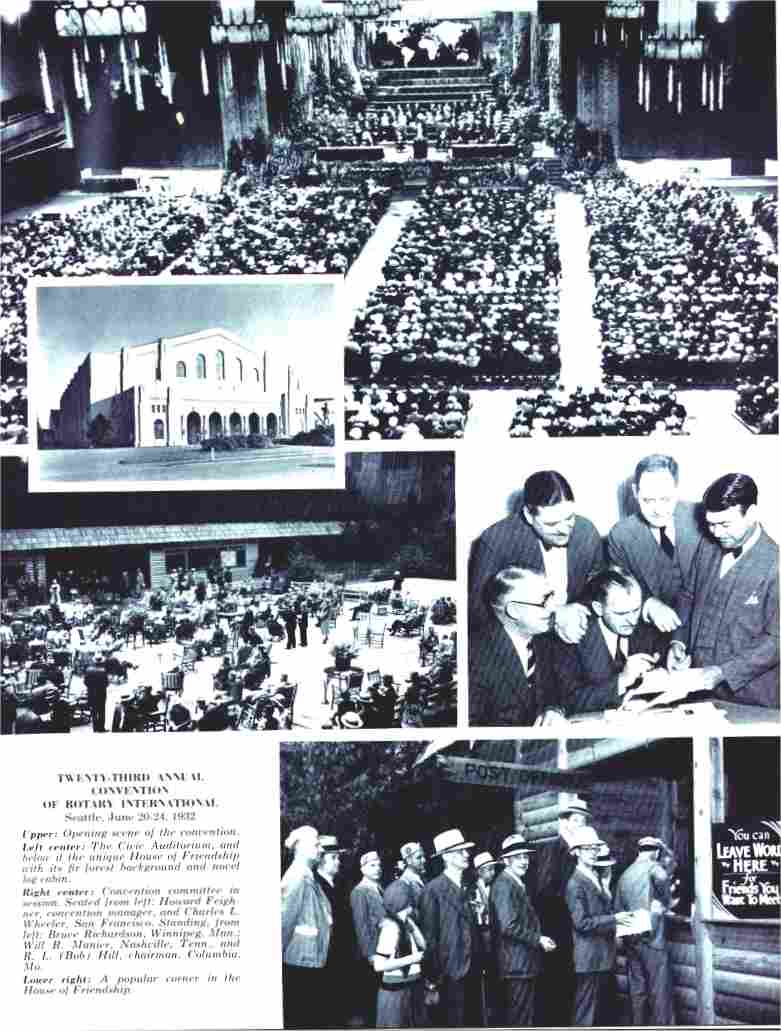 TWENTY-THIRD ANNUAL
CONVENTION
OF ROTARY INTERNATIONAL
Seattle, June 20-24, 1932
Upper: Opening scene of the convention.
Left center: The Civic Auditorium, and
below it the unique House of Friendship
with its fir forest background and novel
log cabin.
Right center: Convention committee in
session. Seated from left: Howard Feigh-
ner, convention manager, and Charles L.
Wheeler, San Francisco. Standing, from
left: Bruce Richardson, Winnipeg, Man.;
Will R. Manier, Nashville, Tenn., and
R. L. (Bob) Hill, chairman, Columbia,
Mo.
Lower right: A popular corner in the
House of Friendship.
POST OFFICE
You can
LEAVE WORD
HERE
for
Friends You
Want To Meet